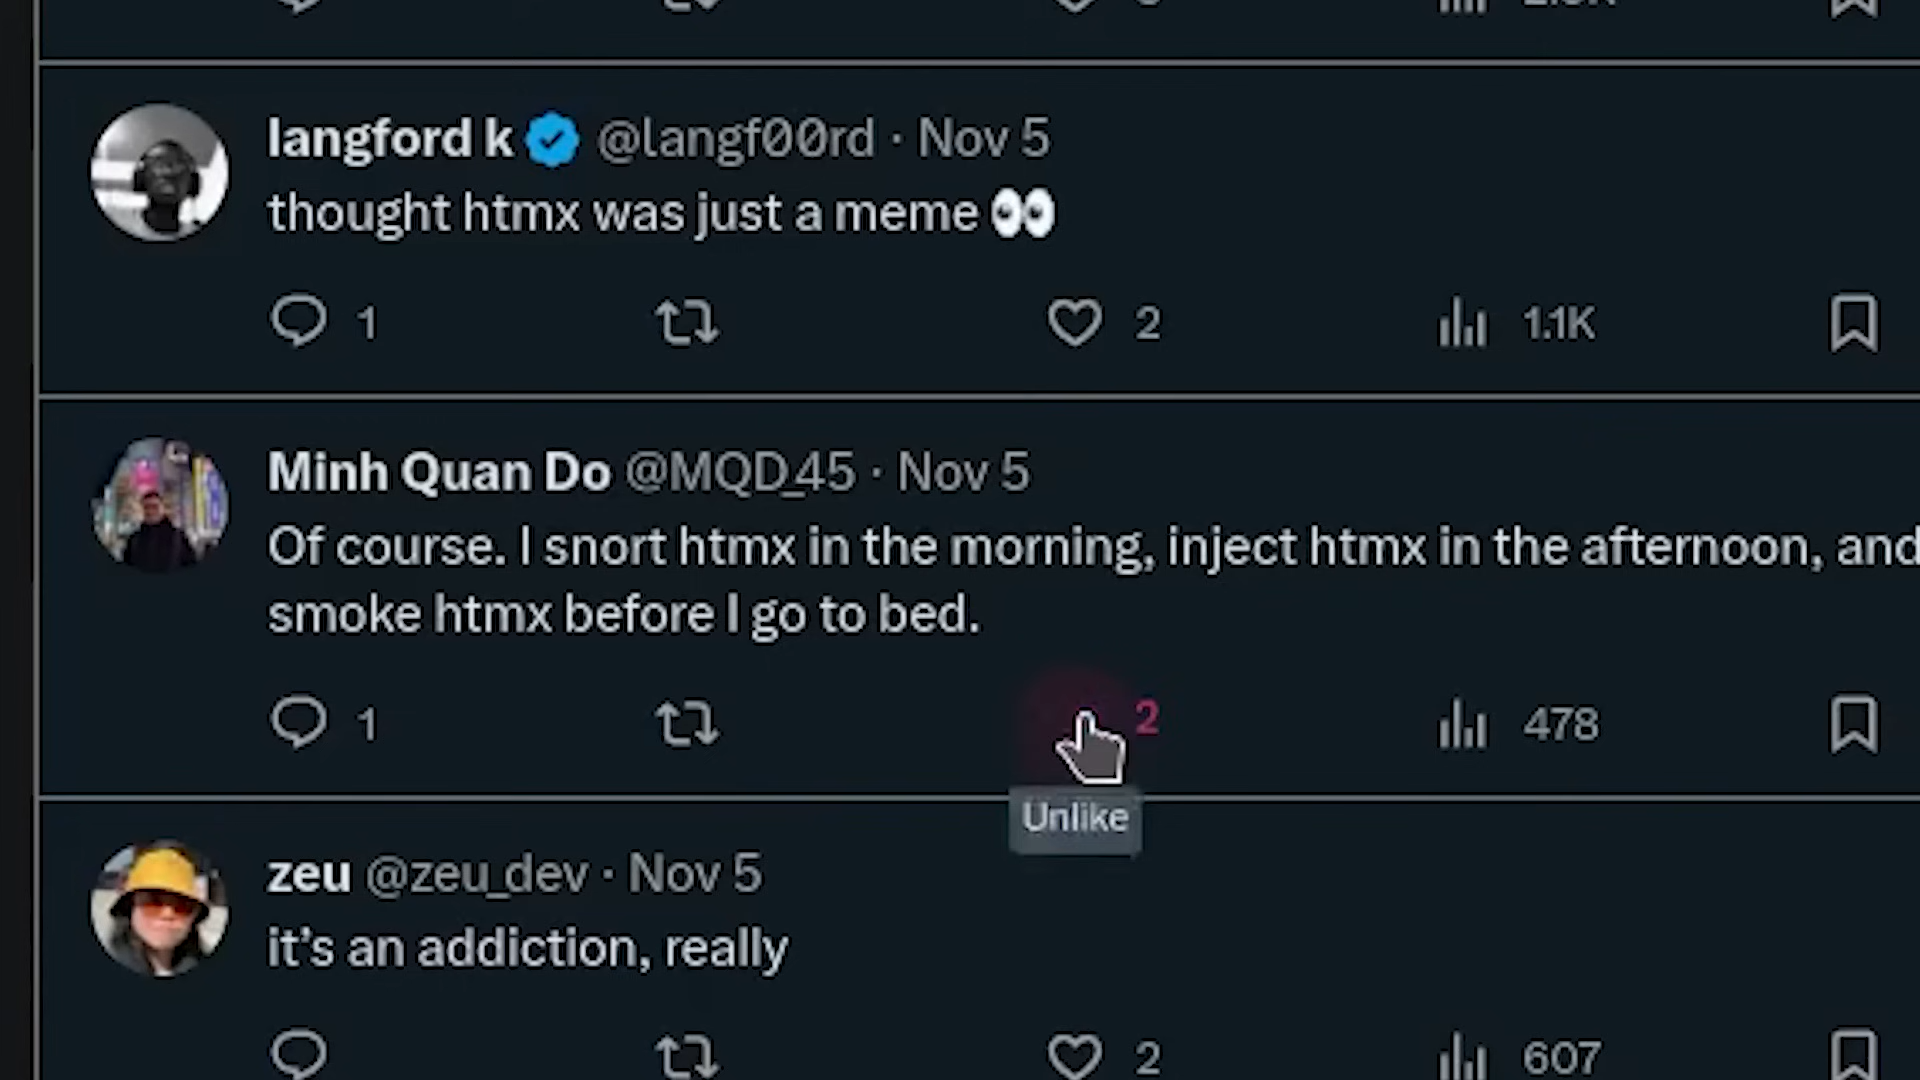 langford k @langf00rd · Nov 5
thought htmx was just a meme 👀
1 2 1.1K
Minh Quan Do @MQD_45 · Nov 5
Of course. I snort htmx in the morning, inject htmx in the afternoon, and
smoke htmx before I go to bed.
1 2 478
Unlike
zeu @zeu_dev · Nov 5
it’s an addiction, really
2 607